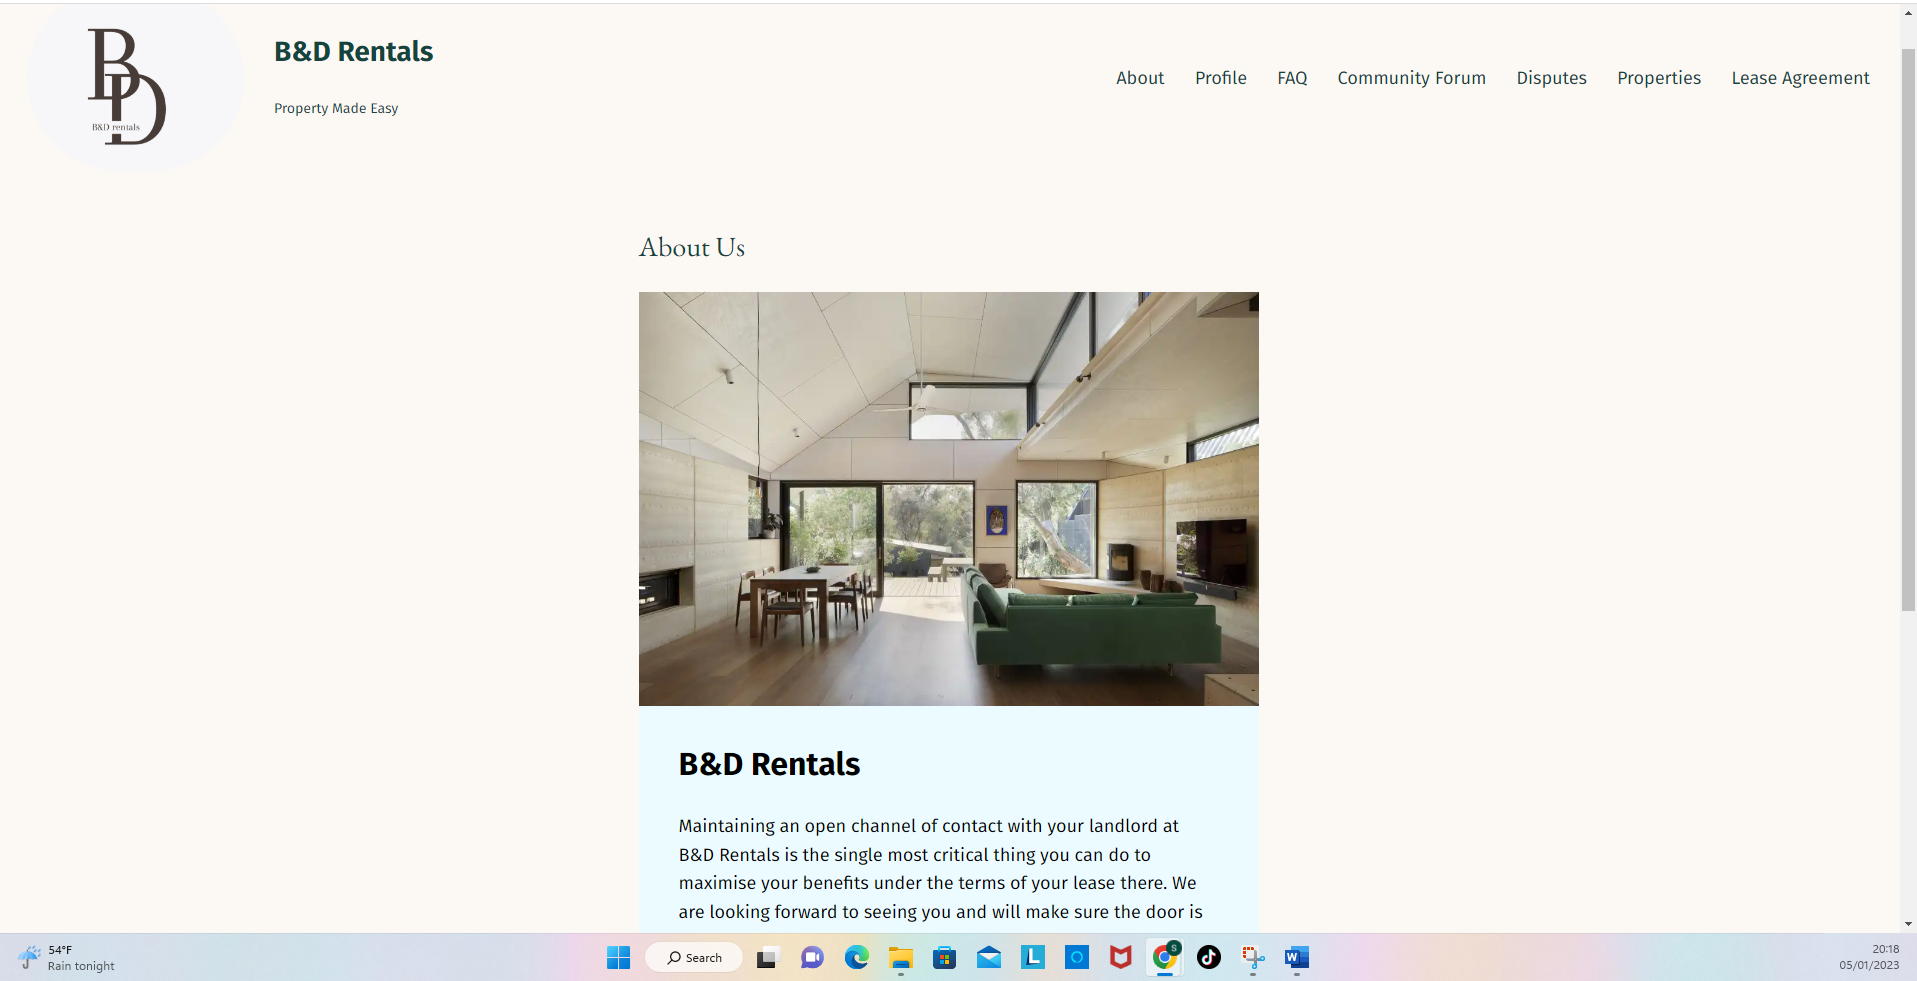 BD
B&D rentals
B&D Rentals
Property Made Easy
About Profile FAQ Community Forum Disputes Properties Lease Agreement
About Us
B&D Rentals
Maintaining an open channel of contact with your landlord at
B&D Rentals is the single most critical thing you can do to
maximise your benefits under the terms of your lease there. We
are looking forward to seeing you and will make sure the door is
54°F
Rain tonight
Search
L
S
W
20:18
05/01/2023